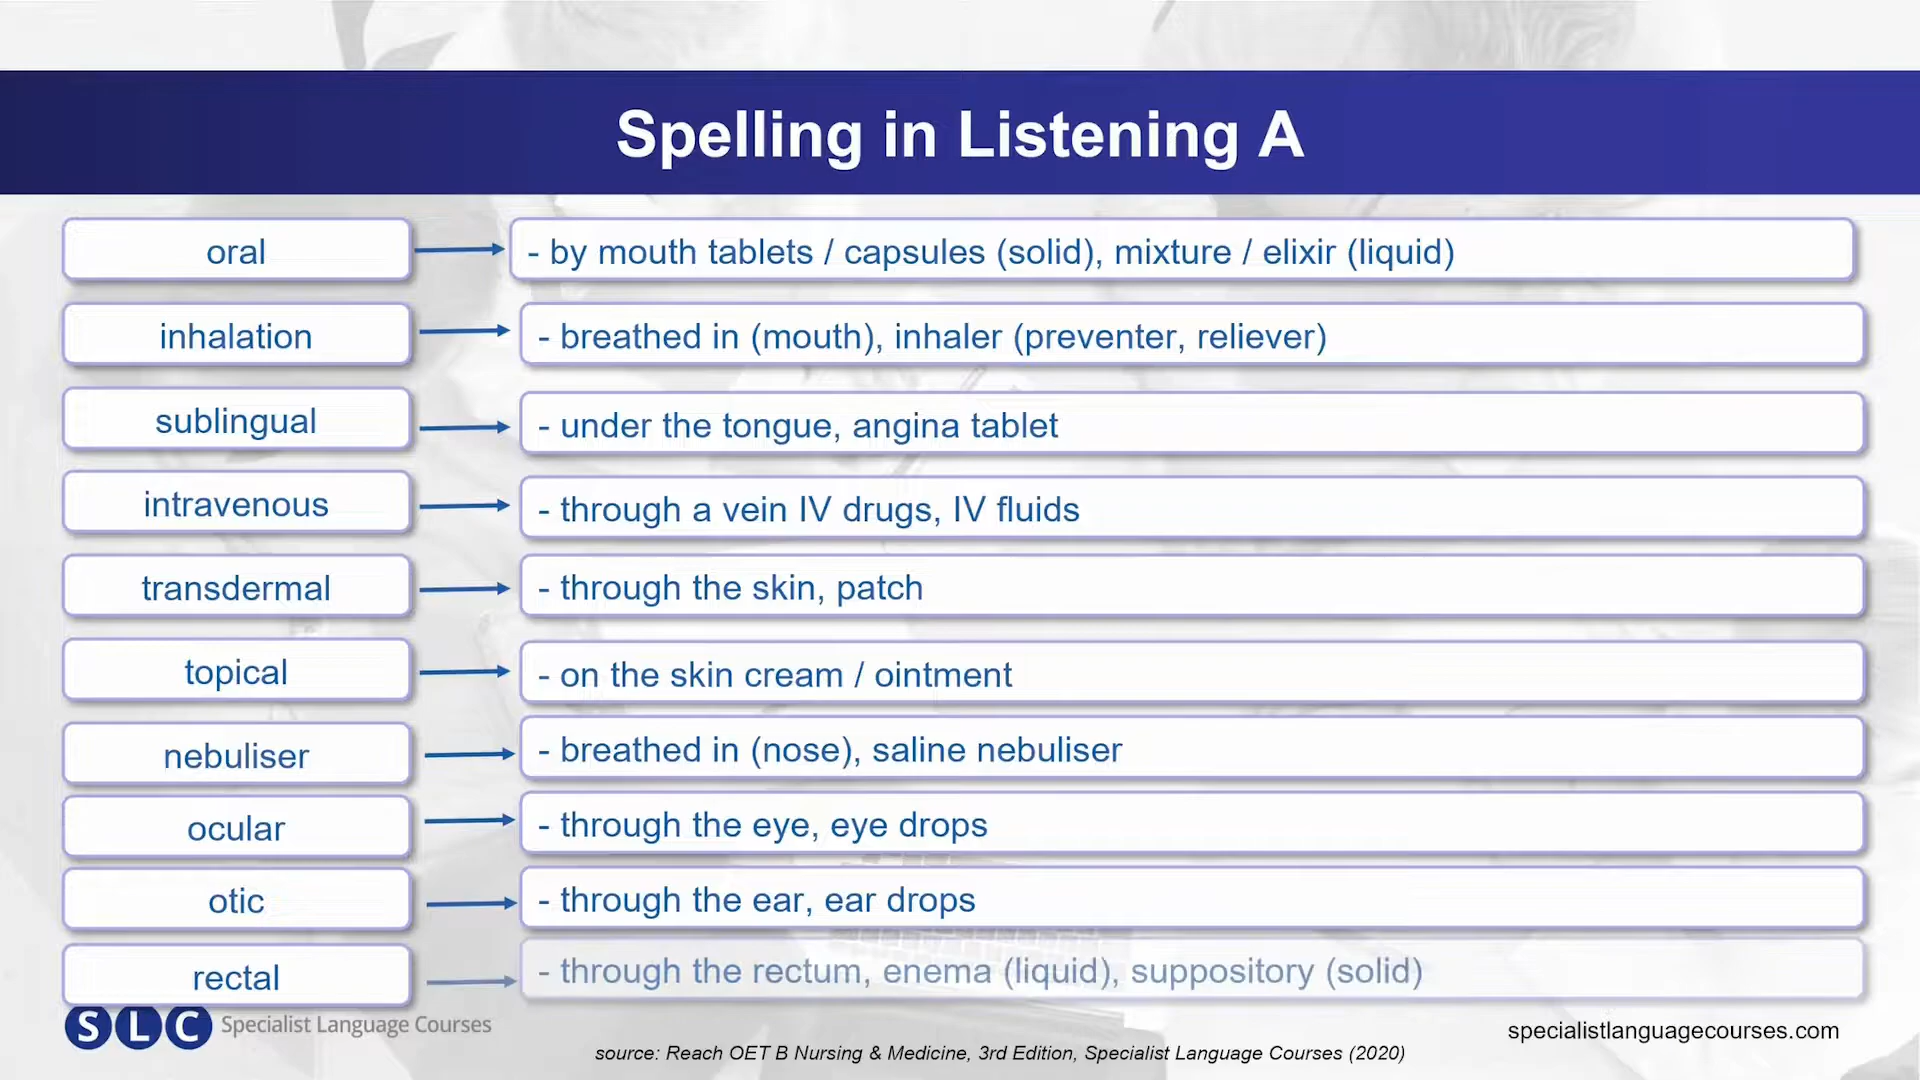 Spelling in Listening A
oral - by mouth tablets / capsules (solid), mixture / elixir (liquid)
inhalation - breathed in (mouth), inhaler (preventer, reliever)
sublingual - under the tongue, angina tablet
intravenous - through a vein IV drugs, IV fluids
transdermal - through the skin, patch
topical - on the skin cream / ointment
nebuliser - breathed in (nose), saline nebuliser
ocular - through the eye, eye drops
otic - through the ear, ear drops
rectal - through the rectum, enema (liquid), suppository (solid)
SLC Specialist Language Courses
specialistlanguagecourses.com
source: Reach OET B Nursing & Medicine, 3rd Edition, Specialist Language Courses (2020)